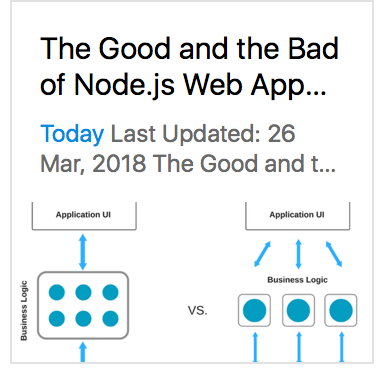 The Good and the Bad
of Node.js Web App...
Today Last Updated: 26
Mar, 2018 The Good and t...
Application UI
Business Logic
vs.
Application UI
Business Logic